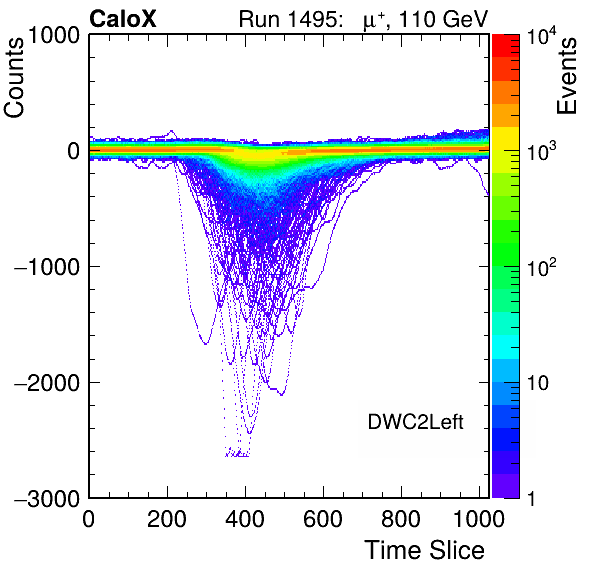 CaloX Run 1495: μ⁺, 110 GeV
Counts
Events
1000
0
−1000
−2000
−3000
0 200 400 600 800 1000
Time Slice
DWC2Left
10⁴
10³
10²
10
1